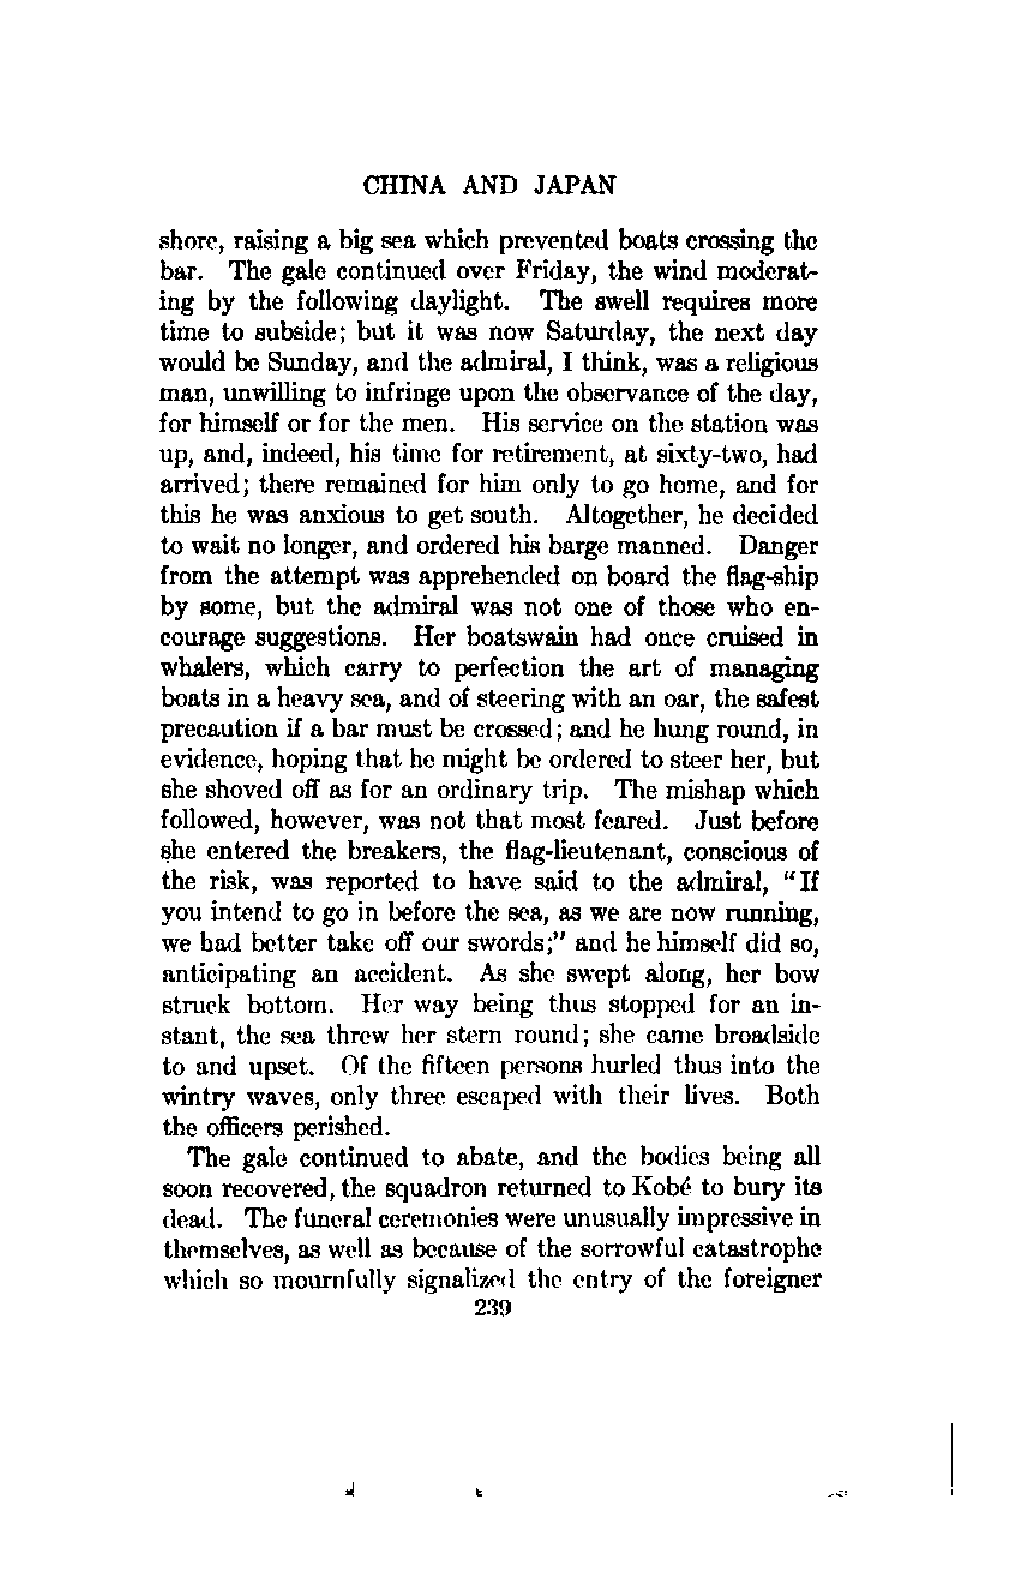 CHINA AND JAPAN
shore, raising a big sea which prevented boats crossing the
bar. The gale continued over Friday, the wind moderat-
ing by the following daylight. The swell requires more
time to subside; but it was now Saturday, the next day
would be Sunday, and the admiral, I think, was a religious
man, unwilling to infringe upon the observance of the day,
for himself or for the men. His service on the station was
up, and, indeed, his time for retirement, at sixty-two, had
arrived; there remained for him only to go home, and for
this he was anxious to get south. Altogether, he decided
to wait no longer, and ordered his barge manned. Danger
from the attempt was apprehended on board the flag-ship
by some, but the admiral was not one of those who en-
courage suggestions. Her boatswain had once cruised in
whalers, which carry to perfection the art of managing
boats in a heavy sea, and of steering with an oar, the safest
precaution if a bar must be crossed; and he hung round, in
evidence, hoping that he might be ordered to steer her, but
she shoved off as for an ordinary trip. The mishap which
followed, however, was not that most feared. Just before
she entered the breakers, the flag-lieutenant, conscious of
the risk, was reported to have said to the admiral, "If
you intend to go in before the sea, as we are now running,
we had better take off our swords;" and he himself did so,
anticipating an accident. As she swept along, her bow
struck bottom. Her way being thus stopped for an in-
stant, the sea threw her stern round; she came broadside
to and upset. Of the fifteen persons hurled thus into the
wintry waves, only three escaped with their lives. Both
the officers perished.
The gale continued to abate, and the bodies being all
soon recovered, the squadron returned to Kobé to bury its
dead. The funeral ceremonies were unusually impressive in
themselves, as well as because of the sorrowful catastrophe
which so mournfully signalized the entry of the foreigner
239